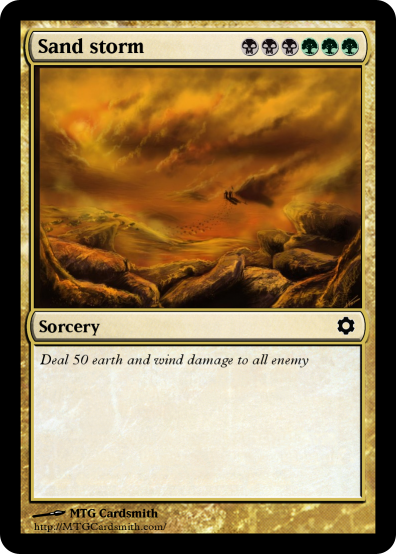 Sand storm
Sorcery
Deal 50 earth and wind damage to all enemy
MTG Cardsmith
http://MTGCardsmith.com/